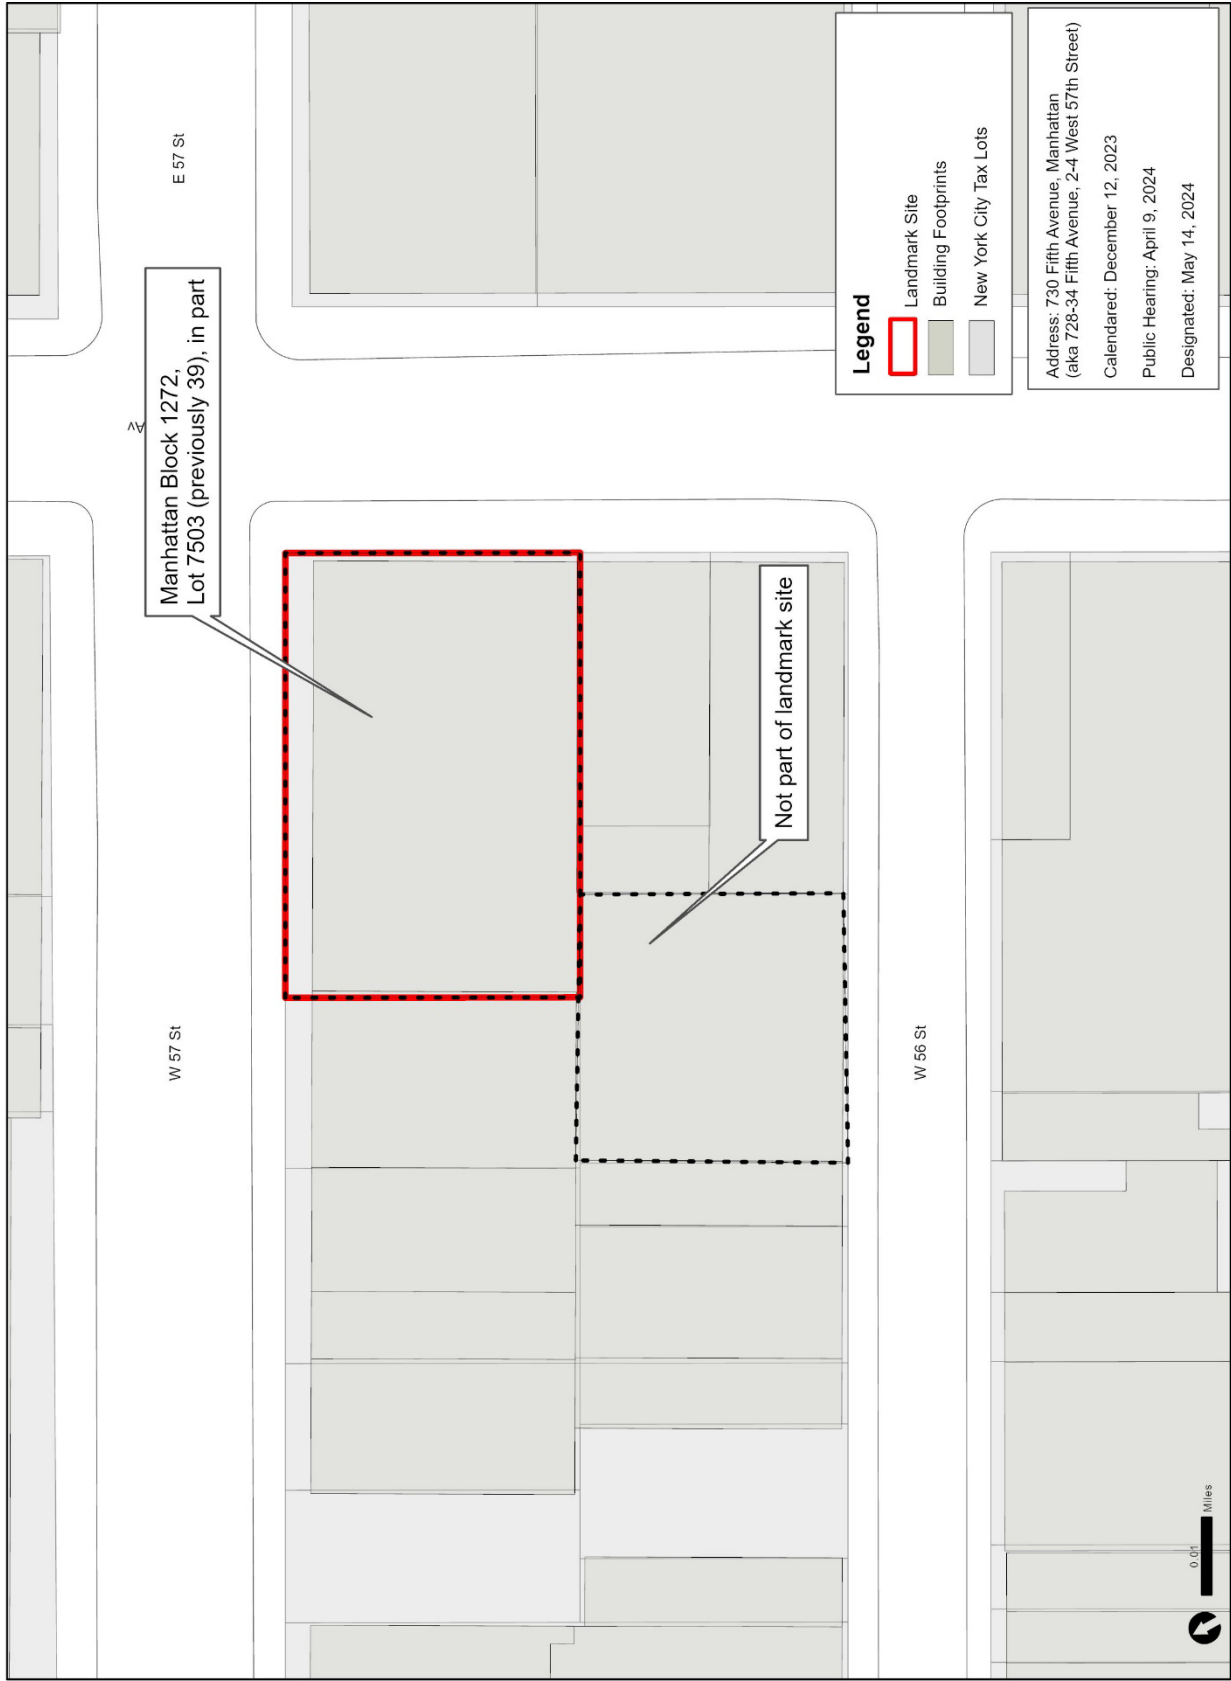 E 57 St
Av
Manhattan Block 1272,
Lot 7503 (previously 39), in part
W 57 St
Not part of landmark site
W 56 St
Legend
Landmark Site
Building Footprints
New York City Tax Lots
Address: 730 Fifth Avenue, Manhattan
(aka 728-34 Fifth Avenue, 2-4 West 57th Street)
Calendared: December 12, 2023
Public Hearing: April 9, 2024
Designated: May 14, 2024
0.01
Miles